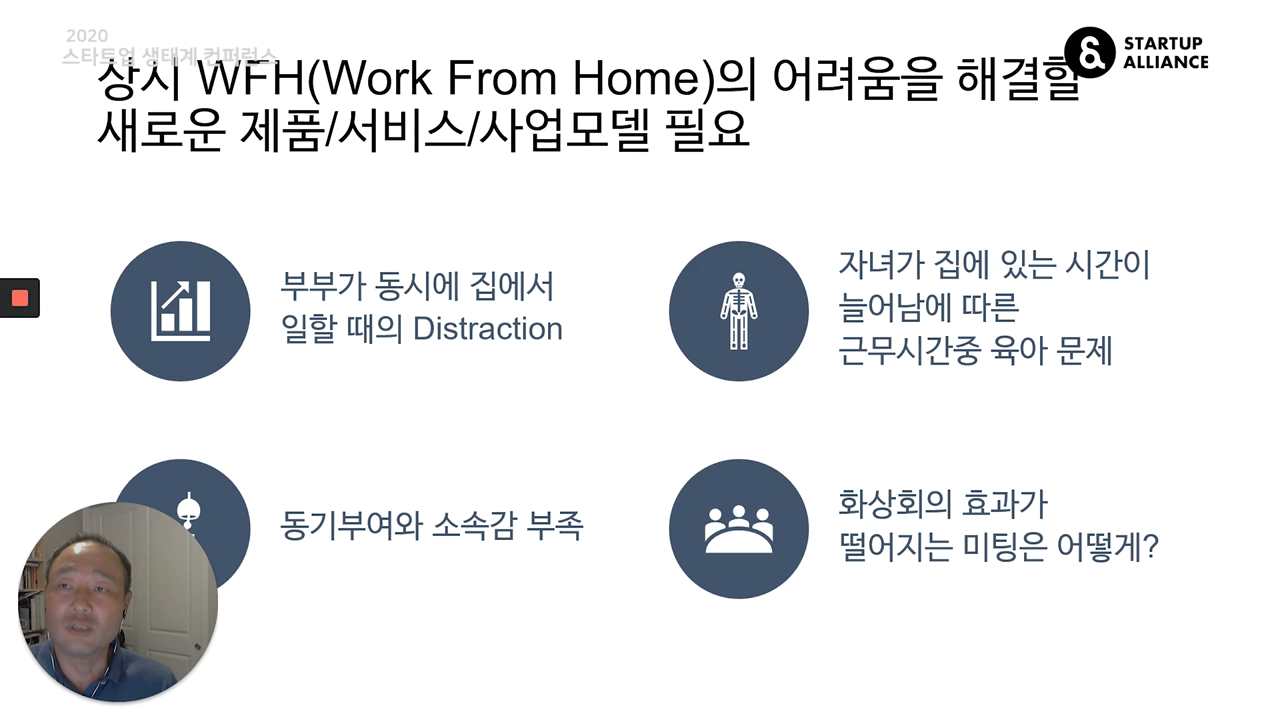 2020
스타트업 생태계 컨퍼런스
STARTUP
ALLIANCE
상시 WFH(Work From Home)의 어려움을 해결할
새로운 제품/서비스/사업모델 필요
부부가 동시에 집에서
일할 때의 Distraction
자녀가 집에 있는 시간이
늘어남에 따른
근무시간중 육아 문제
동기부여와 소속감 부족
화상회의 효과가
떨어지는 미팅은 어떻게?